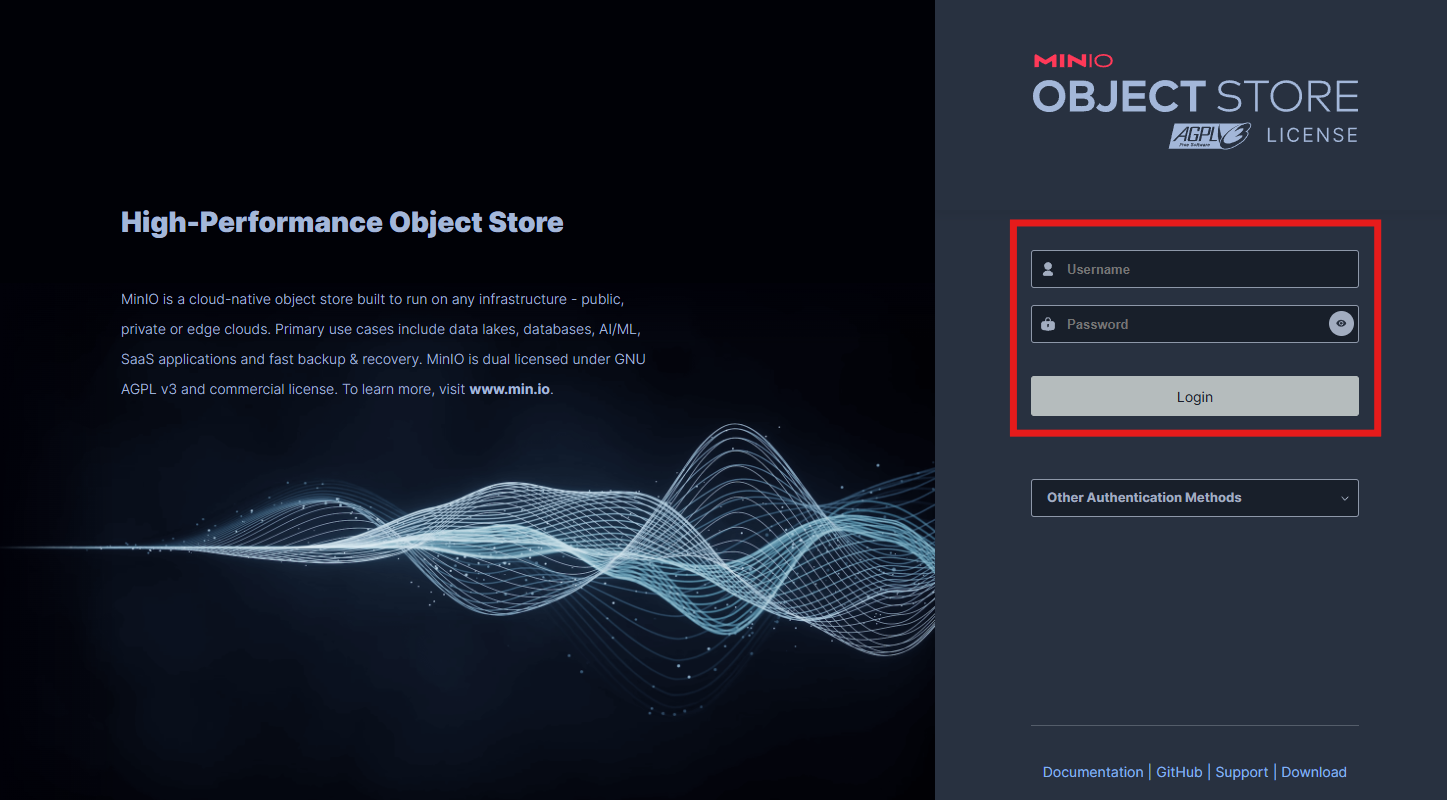 High-Performance Object Store
MinIO is a cloud-native object store built to run on any infrastructure - public,
private or edge clouds. Primary use cases include data lakes, databases, AI/ML,
SaaS applications and fast backup & recovery. MinIO is dual licensed under GNU
AGPL v3 and commercial license. To learn more, visit www.min.io.
MINIO
OBJECT STORE
AGPL v3 LICENSE
Free Software
Username
Password
Login
Other Authentication Methods
Documentation | GitHub | Support | Download